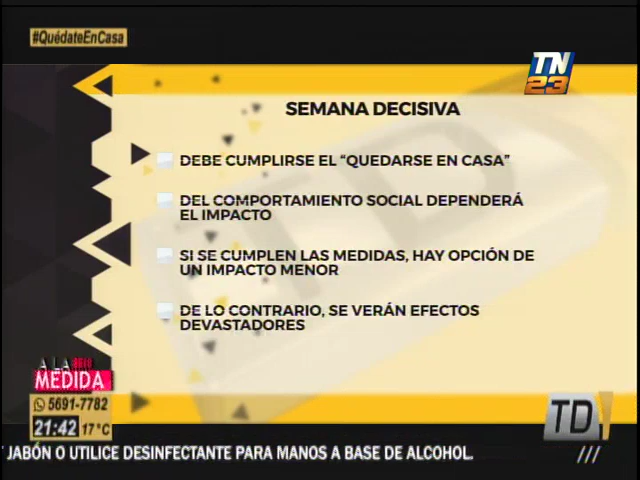 #QuédateEnCasa
TN
23
SEMANA DECISIVA
DEBE CUMPLIRSE EL “QUEDARSE EN CASA”
DEL COMPORTAMIENTO SOCIAL DEPENDERÁ
EL IMPACTO
SI SE CUMPLEN LAS MEDIDAS, HAY OPCIÓN DE
UN IMPACTO MENOR
DE LO CONTRARIO, SE VERÁN EFECTOS
DEVASTADORES
A LA
MEDIDA
5691-7782
21:42 17°C
TD
JABÓN O UTILICE DESINFECTANTE PARA MANOS A BASE DE ALCOHOL.